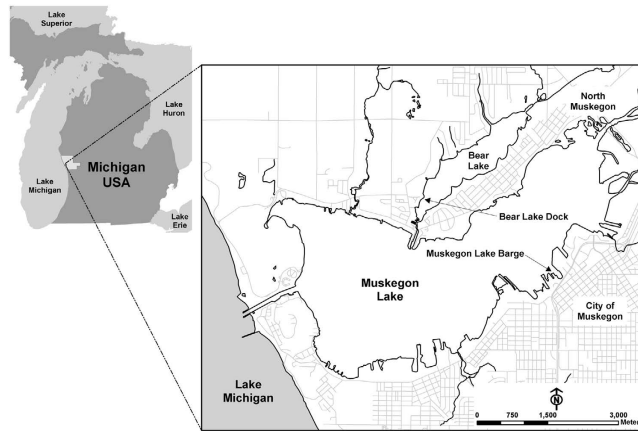 Lake
Superior
Lake
Huron
Michigan
USA
Lake
Michigan
Lake
Erie
North
Muskegon
Bear
Lake
Bear Lake Dock
Muskegon Lake Barge
Muskegon
Lake
City of
Muskegon
Lake
Michigan
N
0 750 1,500 3,000
Meter